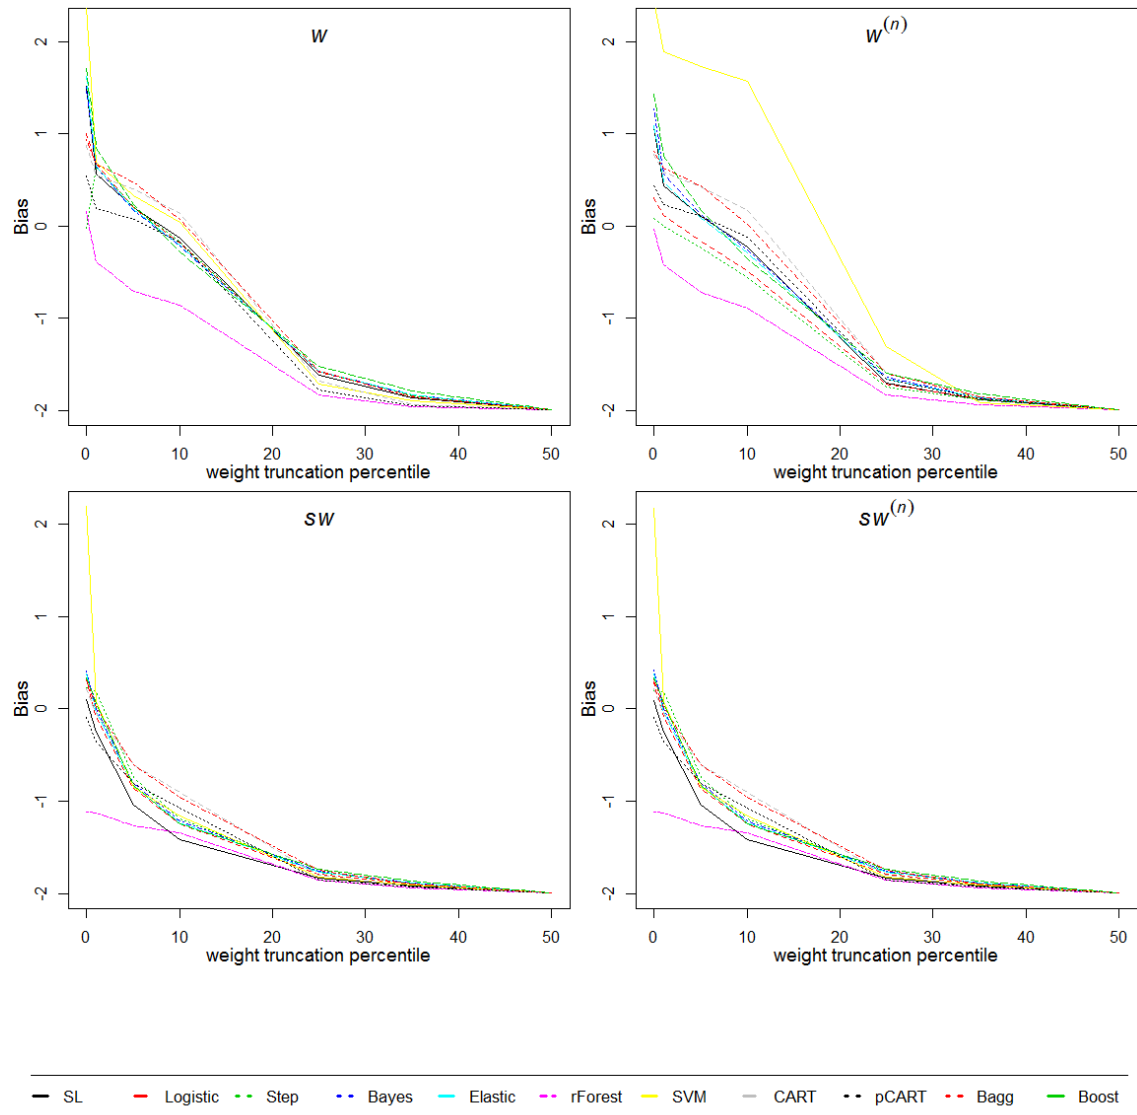 w
Bias
2
1
0
-1
-2
0 10 20 30 40 50
weight truncation percentile
w(n)
Bias
2
1
0
-1
-2
0 10 20 30 40 50
weight truncation percentile
sw
Bias
2
1
0
-1
-2
0 10 20 30 40 50
weight truncation percentile
sw(n)
Bias
2
1
0
-1
-2
0 10 20 30 40 50
weight truncation percentile
SL Logistic Step Bayes Elastic rForest SVM CART pCART Bagg Boost